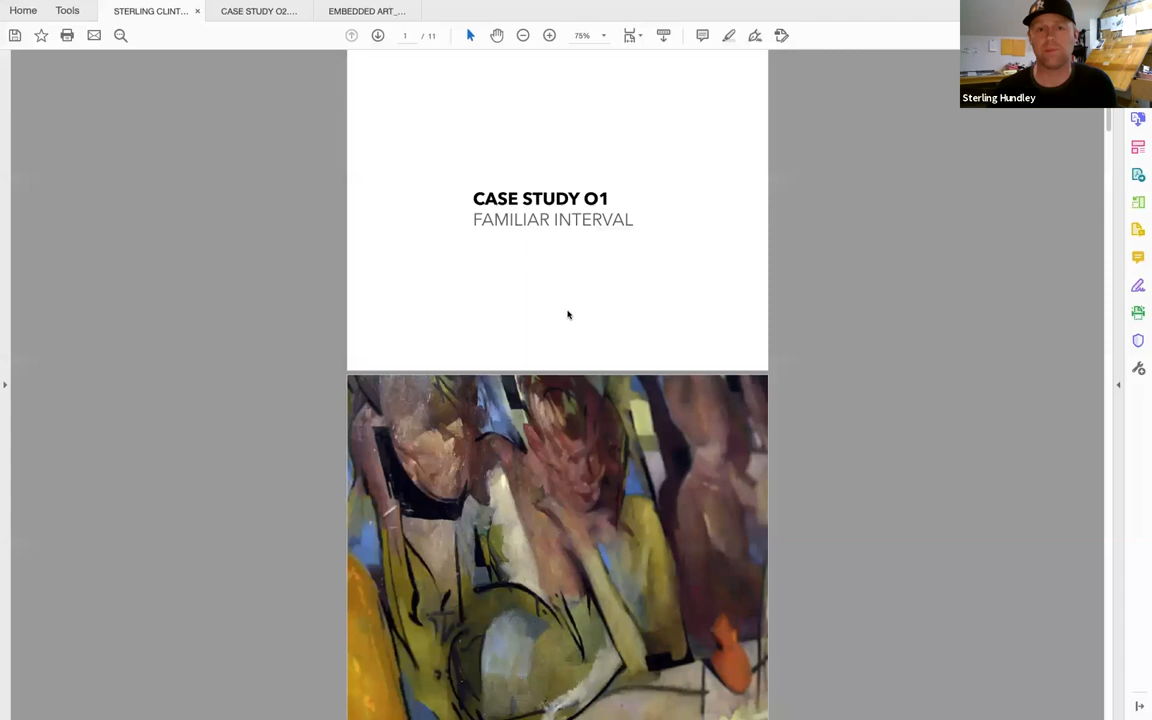 Home Tools STERLING CLINT... × CASE STUDY O2.... EMBEDDED ART_...
1 / 11 75%
Sterling Hundley
CASE STUDY O1
FAMILIAR INTERVAL